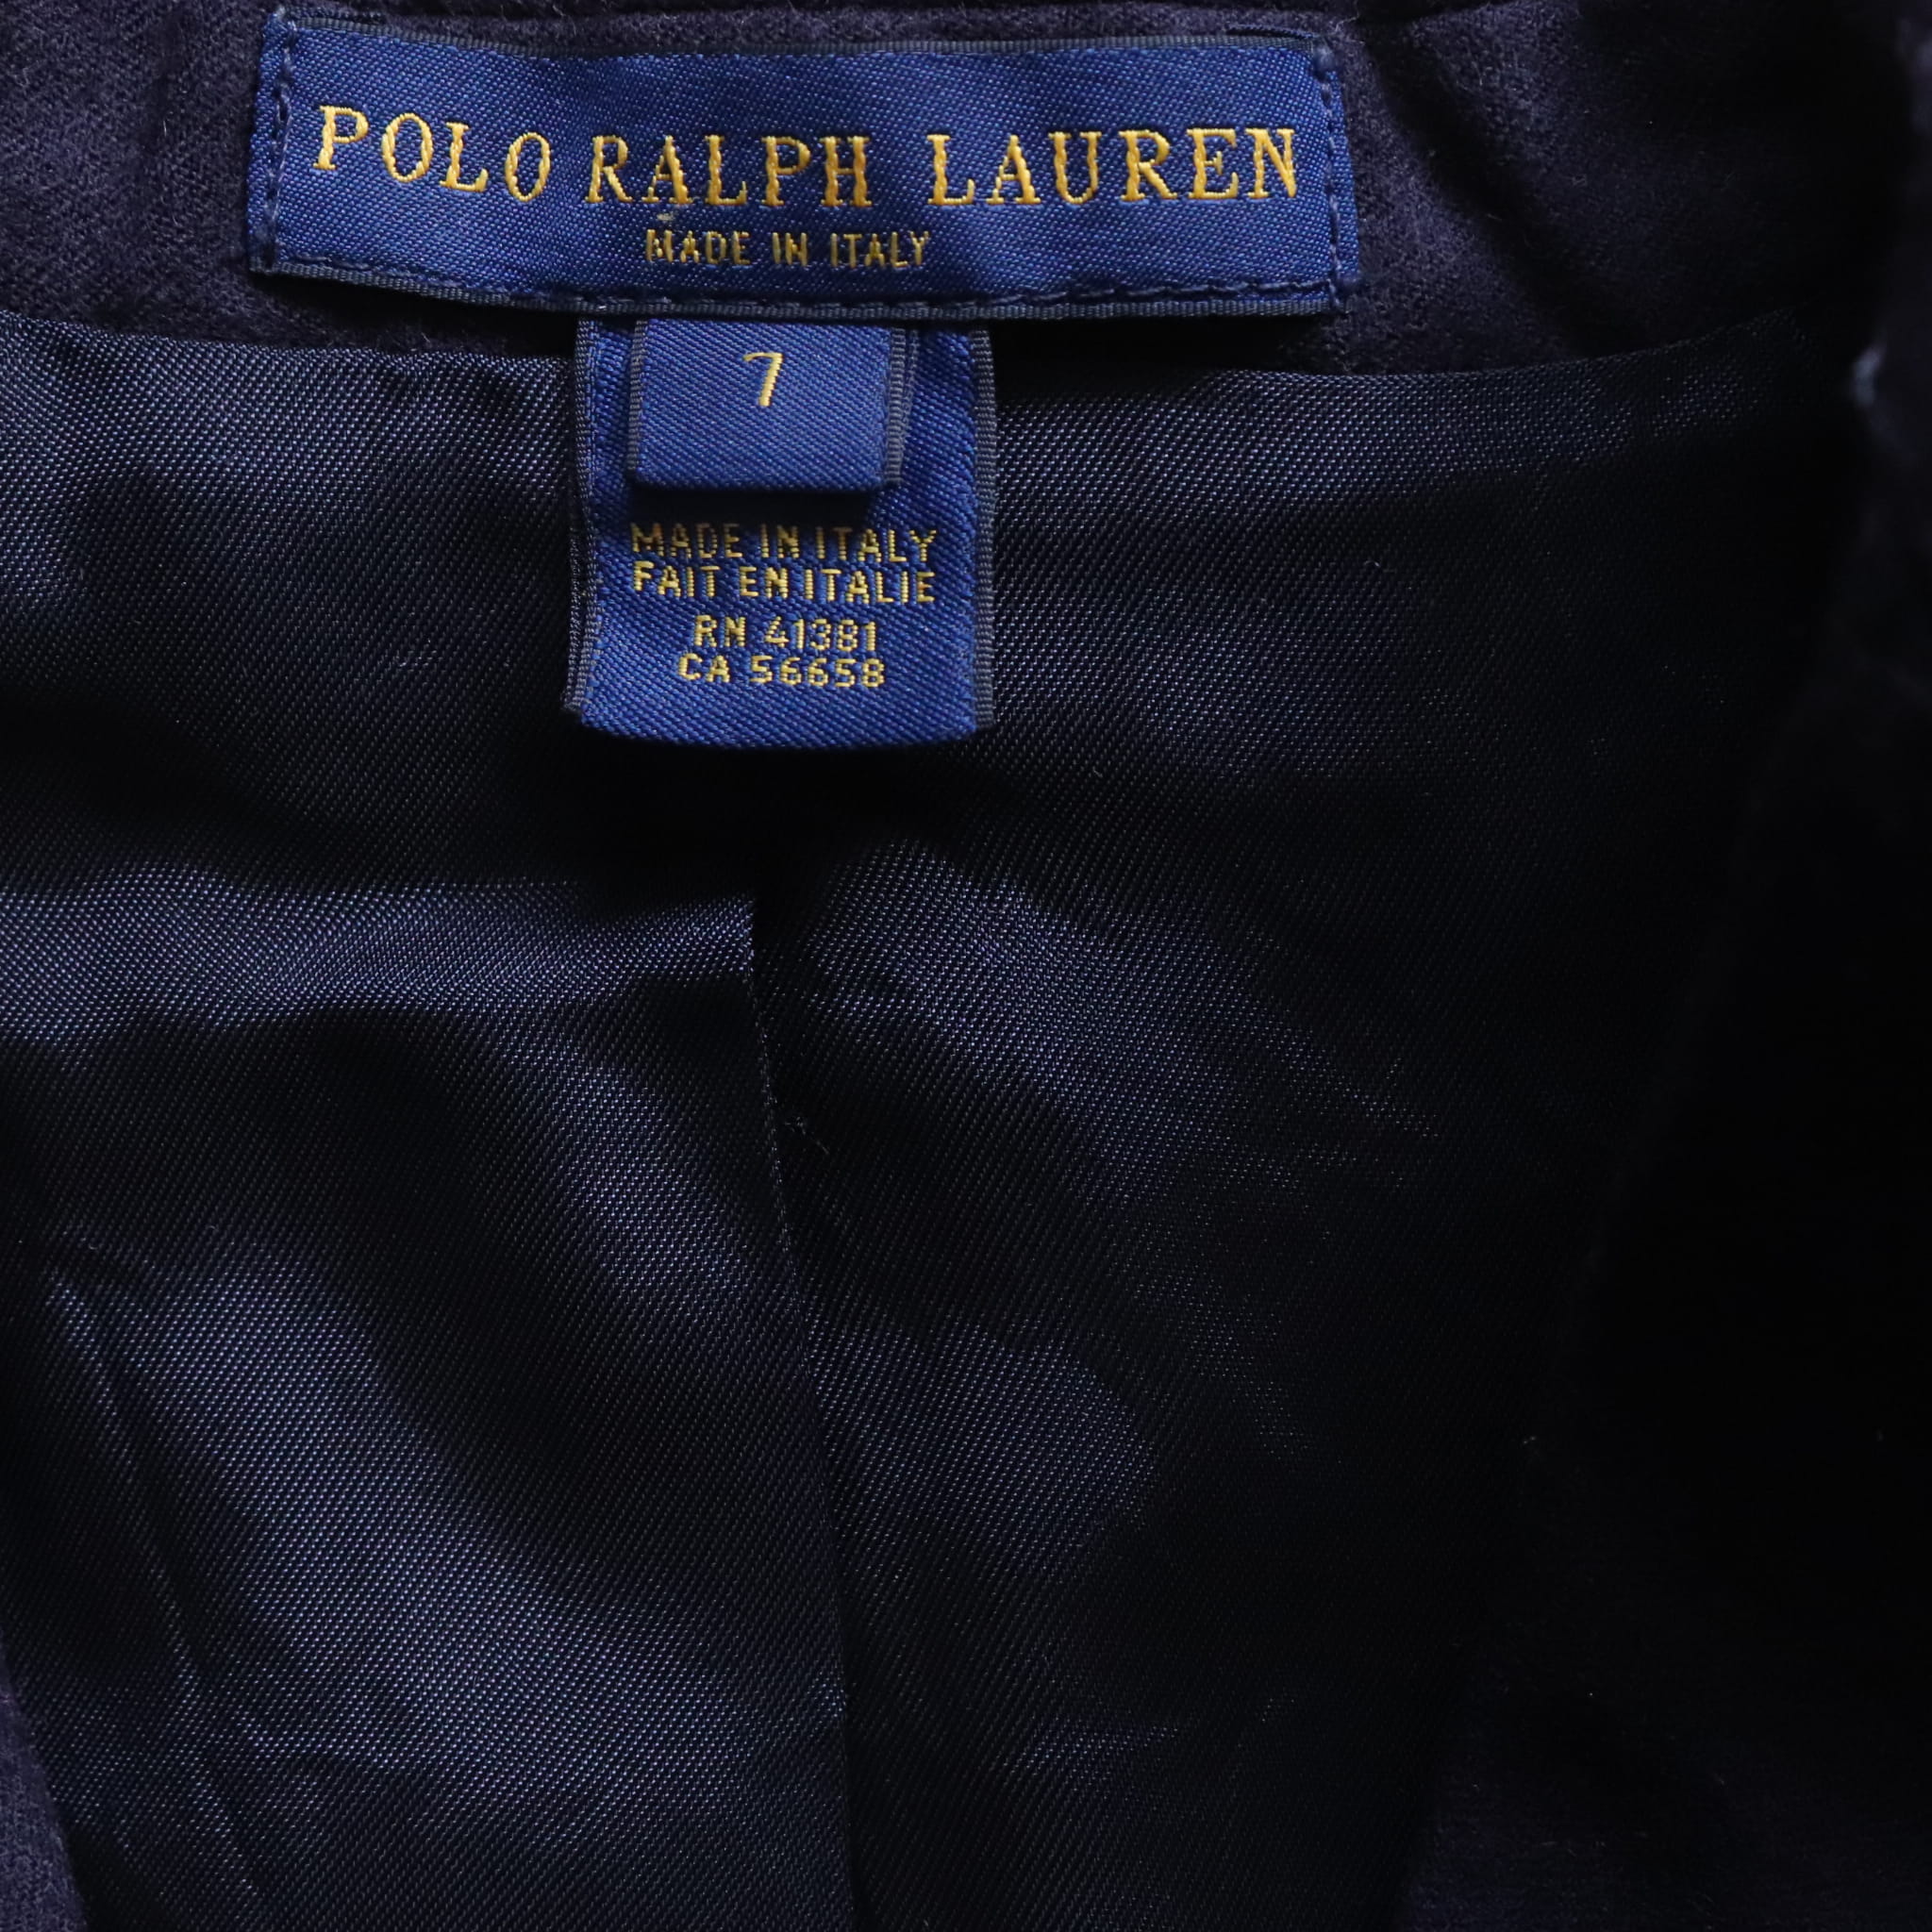 POLO RALPH LAUREN
MADE IN ITALY
7
MADE IN ITALY
FAIT EN ITALIE
RN 41381
CA 56658